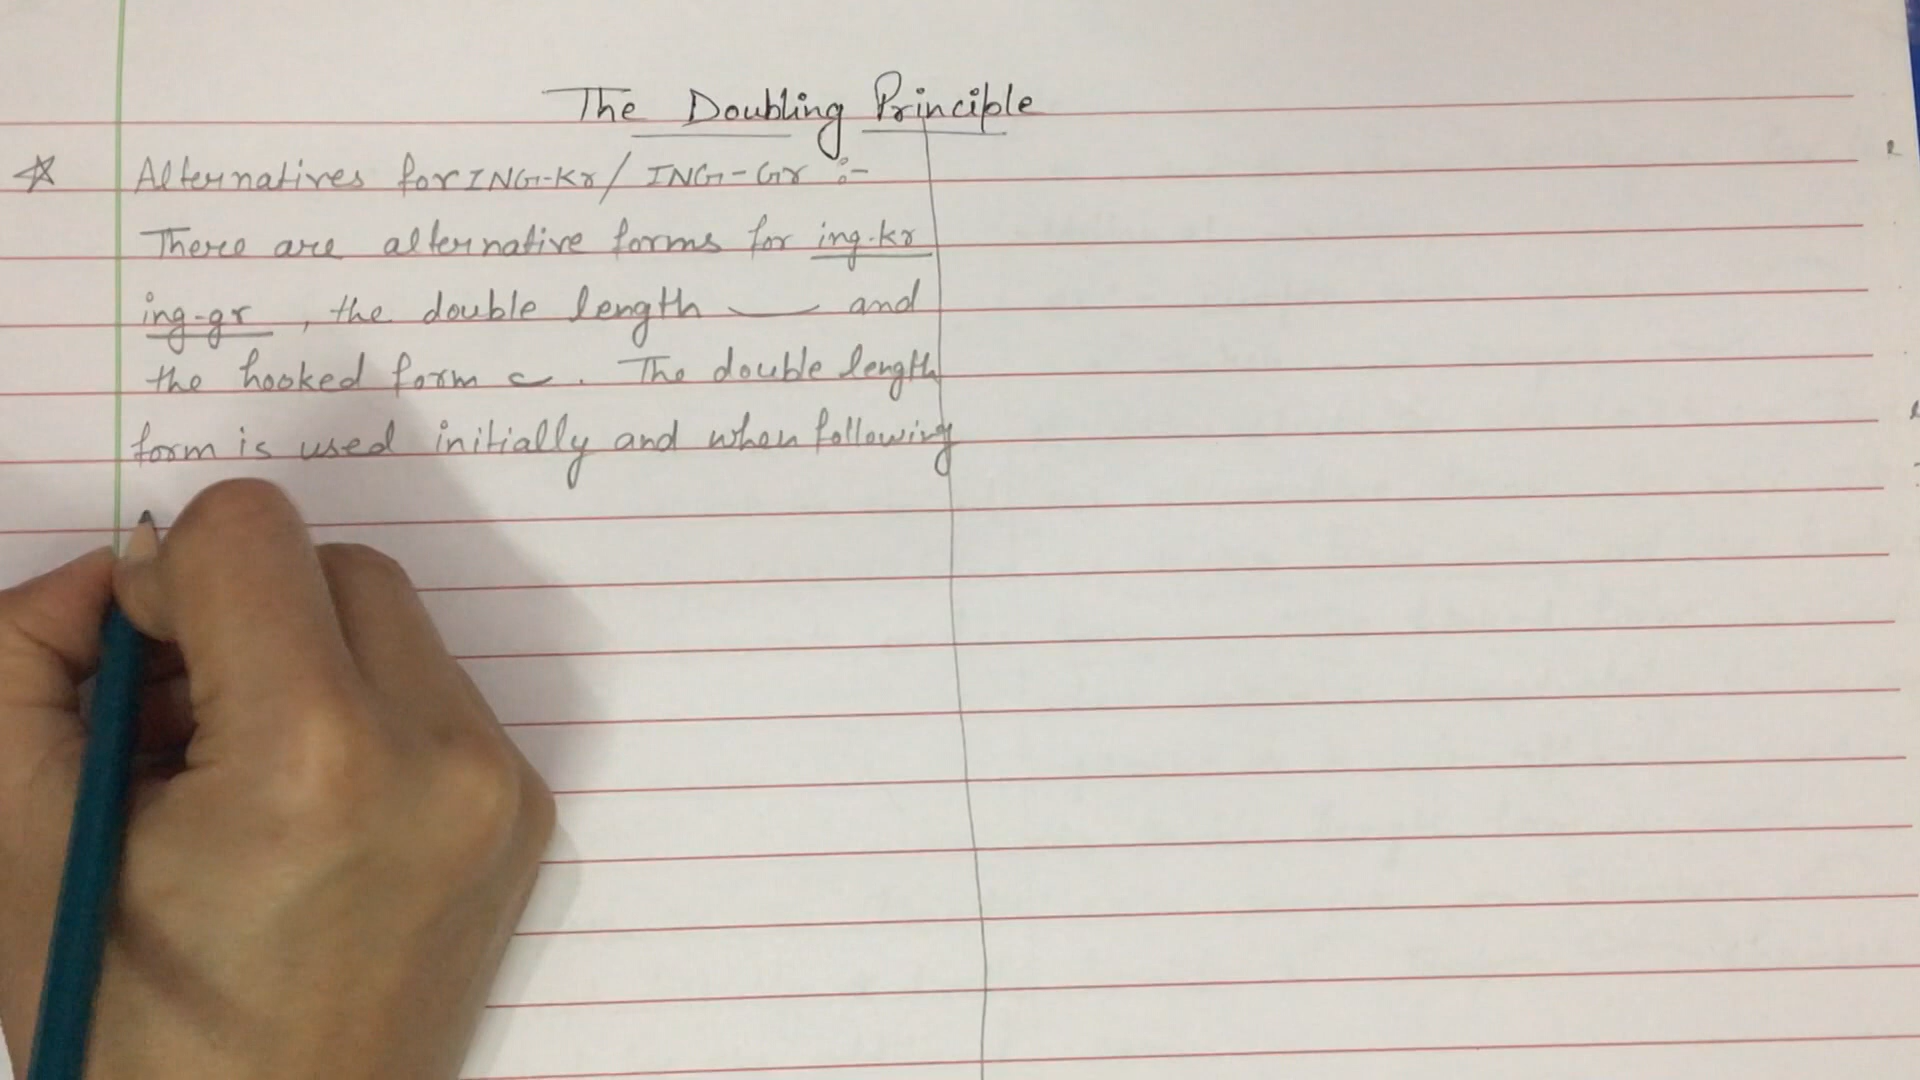 The Doubling Principle
☆ Alternatives for ING-Kr/ ING-Gr :-
There are alternative forms for ing-kr
ing-gr, the double length and
the hooked form. The double length
form is used initially and when following